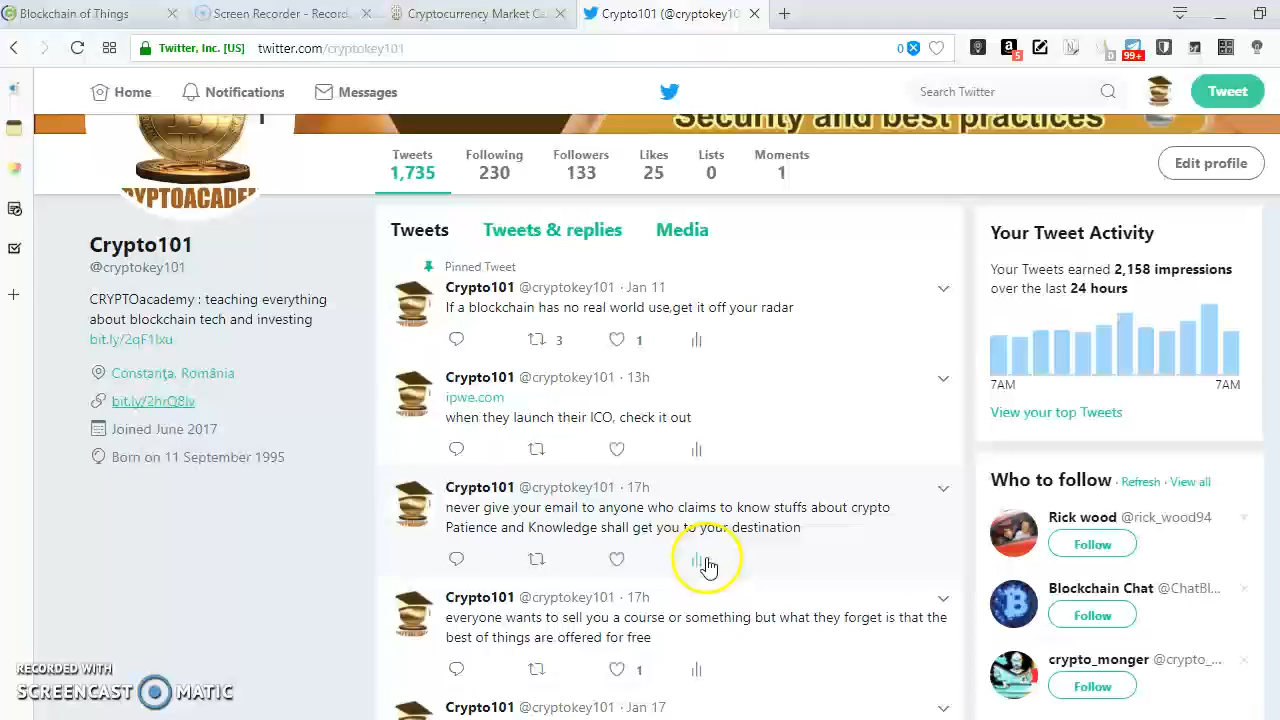 Blockchain of Things
Screen Recorder - Record
Cryptocurrency Market Ca
Crypto101 (@cryptokey10
Twitter, Inc. [US]
twitter.com/cryptokey101
0
5
0
99+
Home
Notifications
Messages
Search Twitter
Tweet
Security and best practices
CRYPTOACADEM
Tweets
Following
Followers
Likes
Lists
Moments
1,735
230
133
25
0
1
Edit profile
Crypto101
@cryptokey101
CRYPTOacademy : teaching everything
about blockchain tech and investing
bit.ly/2qF1lxu
Constanţa, România
bit.ly/2hrQ8lv
Joined June 2017
Born on 11 September 1995
Tweets
Tweets & replies
Media
Pinned Tweet
Crypto101 @cryptokey101 · Jan 11
If a blockchain has no real world use,get it off your radar
3
1
Crypto101 @cryptokey101 · 13h
ipwe.com
when they launch their ICO, check it out
Crypto101 @cryptokey101 · 17h
never give your email to anyone who claims to know stuffs about crypto
Patience and Knowledge shall get you to your destination
Crypto101 @cryptokey101 · 17h
everyone wants to sell you a course or something but what they forget is that the
best of things are offered for free
1
Crypto101 @cryptokey101 · Jan 17
Your Tweet Activity
Your Tweets earned 2,158 impressions
over the last 24 hours
7AM
7AM
View your top Tweets
Who to follow · Refresh · View all
Rick wood @rick_wood94
Follow
Blockchain Chat @ChatBl...
Follow
crypto_monger @crypto_...
Follow
RECORDED WITH
SCREENCAST MATIC